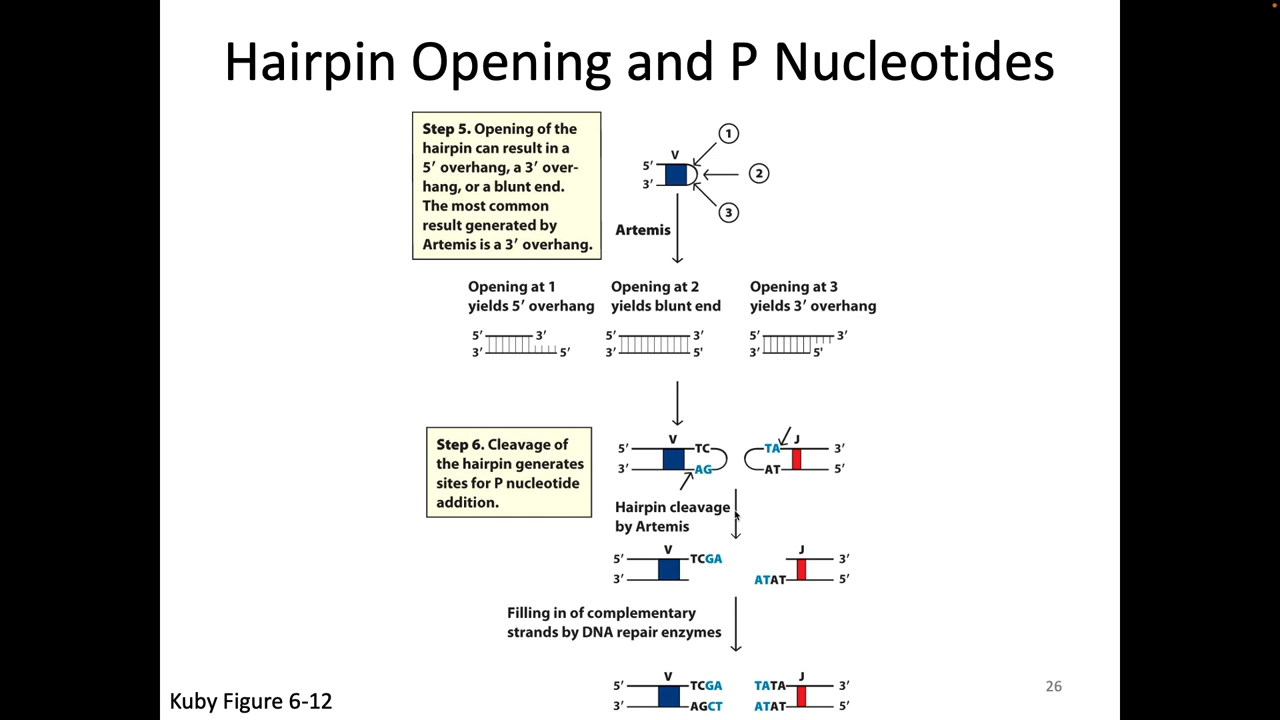 Hairpin Opening and P Nucleotides
Step 5. Opening of the
hairpin can result in a
5′ overhang, a 3′ over-
hang, or a blunt end.
The most common
result generated by
Artemis is a 3′ overhang.
1
V
5′
2
3′
3
Artemis
Opening at 1
yields 5′ overhang
Opening at 2
yields blunt end
Opening at 3
yields 3′ overhang
5′ 3′
3′ 5′
5′ 3′
3′ 5'
5′ 3′
3′ 5'
Step 6. Cleavage of
the hairpin generates
sites for P nucleotide
addition.
V J
5′ TC TA 3′
3′ AG AT 5′
Hairpin cleavage
by Artemis
V J
5′ TCGA 3′
3′ ATAT 5′
Filling in of complementary
strands by DNA repair enzymes
V J
5′ TCGA TATA 3′
3′ AGCT ATAT 5′
Kuby Figure 6-12
26